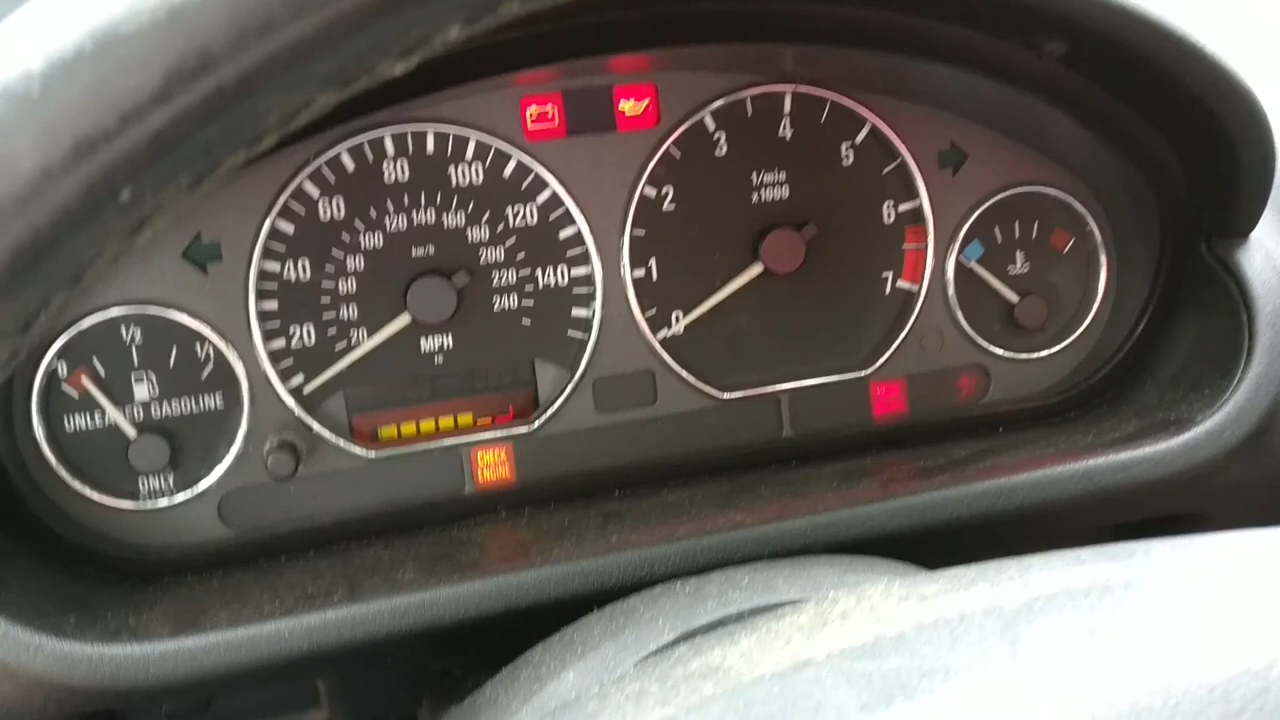 0 1/2 1/1
UNLEADED GASOLINE
ONLY
20 40 60 80 100 120 140
20 40 60 80 100 120 140 160 180 200 220 240
km/h
MPH
CHECK
ENGINE
0 1 2 3 4 5 6 7
1/min
x1000